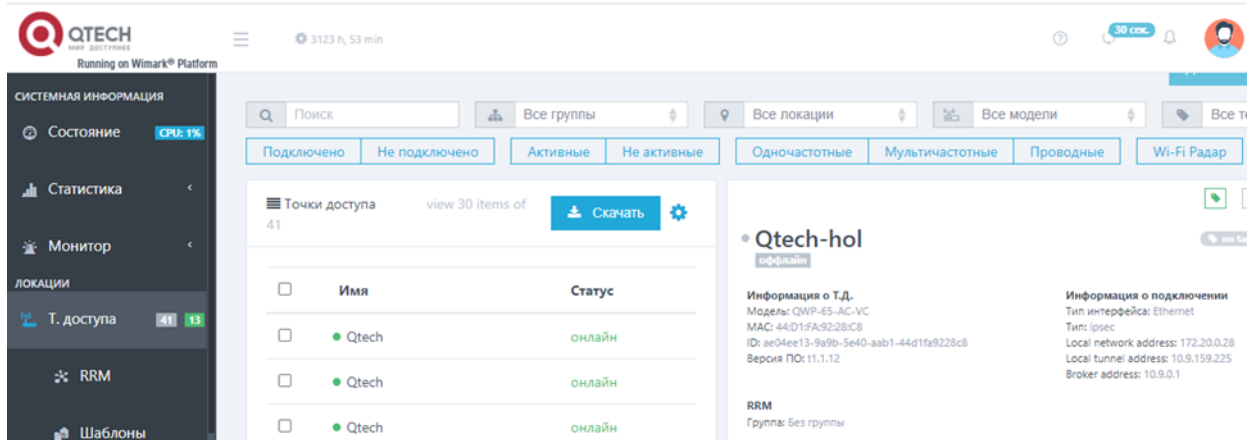 QTECH
МИР ДОСТУПНЕЕ
Running on Wimark® Platform
3123 h, 53 min
30 сек.
СИСТЕМНАЯ ИНФОРМАЦИЯ
Состояние CPU: 1%
Статистика
Монитор
ЛОКАЦИИ
Т. доступа 41 13
RRM
Шаблоны
Поиск
Все группы
Все локации
Все модели
Все
Подключено Не подключено Активные Не активные Одночастотные Мультичастотные Проводные Wi-Fi Радар
Точки доступа view 30 items of
41
Скачать
Имя Статус
Qtech онлайн
Qtech онлайн
Qtech онлайн
Qtech-hol
no ta
оффлайн
Информация о Т.Д.
Модель: QWP-65-AC-VC
MAC: 44:D1:FA:92:28:C8
ID: ae04ee13-9a9b-5e40-aab1-44d1fa9228c8
Версия ПО: t1.1.12
Информация о подключении
Тип интерфейса: Ethernet
Тип: ipsec
Local network address: 172.20.0.28
Local tunnel address: 10.9.159.225
Broker address: 10.9.0.1
RRM
Группа: Без группы